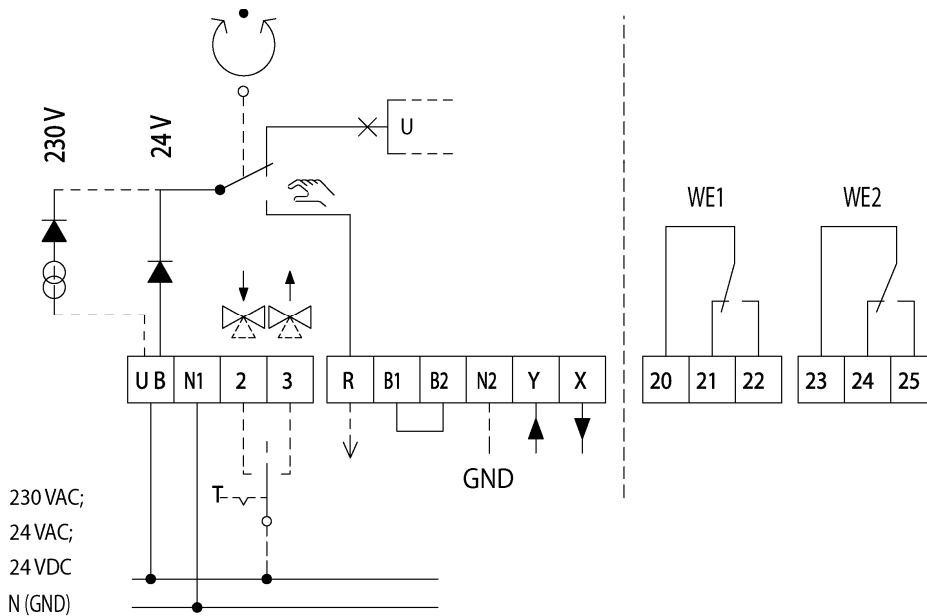 230 V
24 V
U
WE1
WE2
U B N1 2 3
R B1 B2 N2 Y X
20 21 22
23 24 25
GND
T
230 VAC;
24 VAC;
24 VDC
N (GND)